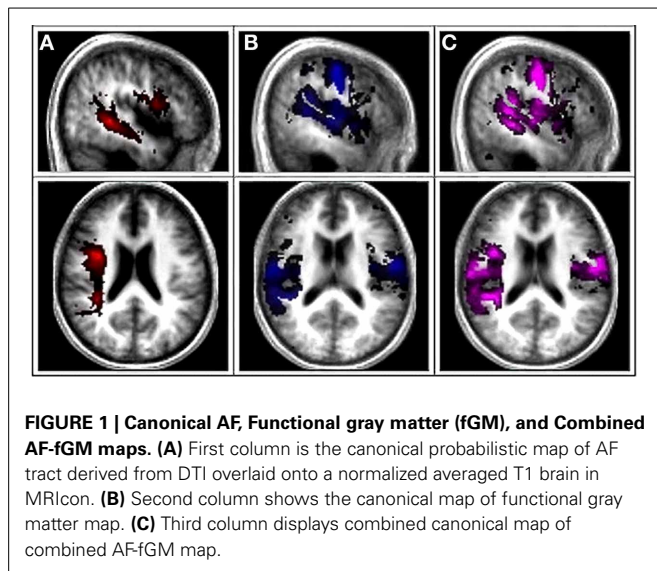 A B C
FIGURE 1 | Canonical AF, Functional gray matter (fGM), and Combined
AF-fGM maps. (A) First column is the canonical probabilistic map of AF
tract derived from DTI overlaid onto a normalized averaged T1 brain in
MRIcon. (B) Second column shows the canonical map of functional gray
matter map. (C) Third column displays combined canonical map of
combined AF-fGM map.